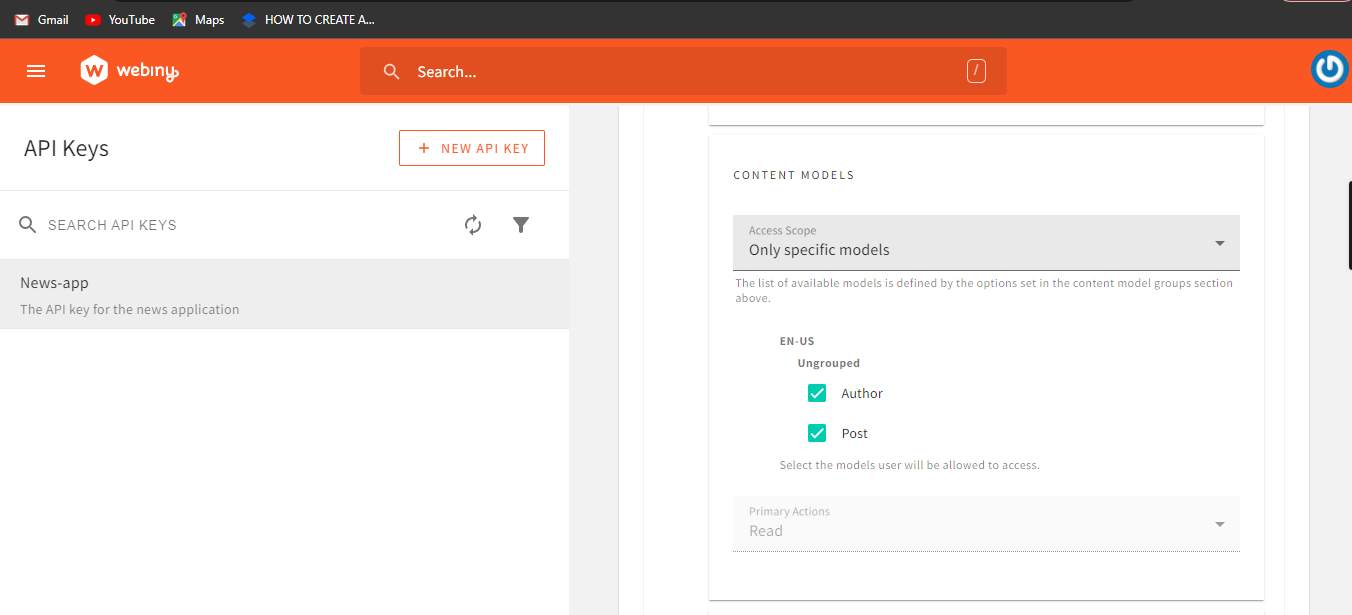 Gmail YouTube Maps HOW TO CREATE A...
webiny Search... /
API Keys
+ NEW API KEY
SEARCH API KEYS
News-app
The API key for the news application
CONTENT MODELS
Access Scope
Only specific models
The list of available models is defined by the options set in the content model groups section
above.
EN-US
Ungrouped
Author
Post
Select the models user will be allowed to access.
Primary Actions
Read